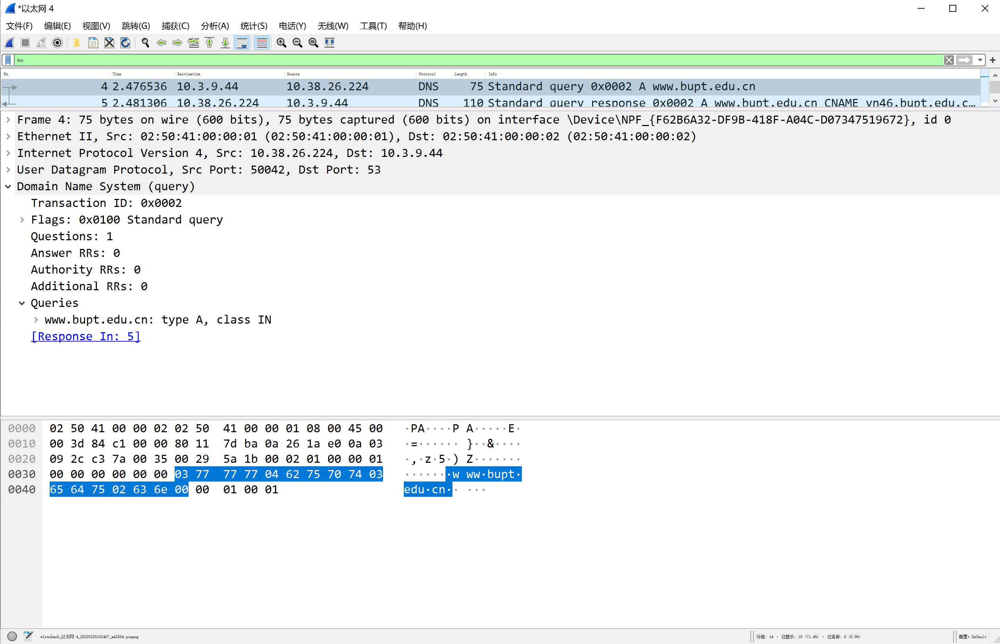 *以太网 4
文件(F) 编辑(E) 视图(V) 跳转(G) 捕获(C) 分析(A) 统计(S) 电话(Y) 无线(W) 工具(T) 帮助(H)
dns
No. Time Destination Source Protocol Length Info
4 2.476536 10.3.9.44 10.38.26.224 DNS 75 Standard query 0x0002 A www.bupt.edu.cn
5 2.481306 10.38.26.224 10.3.9.44 DNS 110 Standard query response 0x0002 A www.bupt.edu.cn CNAME vn46.bupt.edu.c…
Frame 4: 75 bytes on wire (600 bits), 75 bytes captured (600 bits) on interface \Device\NPF_{F62B6A32-DF9B-418F-A04C-D07347519672}, id 0
Ethernet II, Src: 02:50:41:00:00:01 (02:50:41:00:00:01), Dst: 02:50:41:00:00:02 (02:50:41:00:00:02)
Internet Protocol Version 4, Src: 10.38.26.224, Dst: 10.3.9.44
User Datagram Protocol, Src Port: 50042, Dst Port: 53
Domain Name System (query)
Transaction ID: 0x0002
Flags: 0x0100 Standard query
Questions: 1
Answer RRs: 0
Authority RRs: 0
Additional RRs: 0
Queries
www.bupt.edu.cn: type A, class IN
[Response In: 5]
0000 02 50 41 00 00 02 02 50 41 00 00 01 08 00 45 00 ·PA····P A·····E·
0010 00 3d 84 c1 00 00 80 11 7d ba 0a 26 1a e0 0a 03 ·=······ }··&····
0020 09 2c c3 7a 00 35 00 29 5a 1b 00 02 01 00 00 01 ·,·z·5·) Z·······
0030 00 00 00 00 00 00 03 77 77 77 04 62 75 70 74 03 ·······w ww·bupt·
0040 65 64 75 02 63 6e 00 00 01 00 01 edu·cn·· ···
wireshark_以太网 4_20220328103407_a43504.pcapng 分组: 14 · 已显示: 10 (71.4%) · 已丢弃: 0 (0.0%) 配置: Default